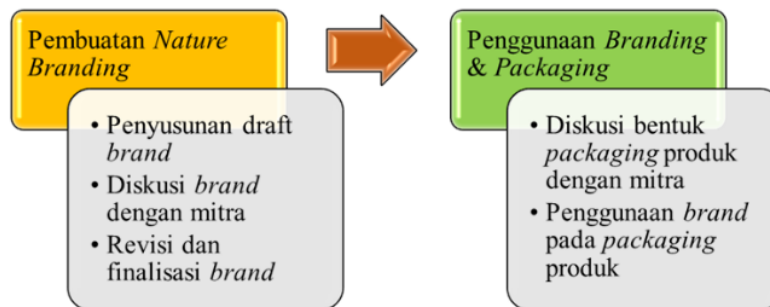 Pembuatan Nature
Branding
• Penyusunan draft
brand
• Diskusi brand
dengan mitra
• Revisi dan
finalisasi brand
Penggunaan Branding
& Packaging
• Diskusi bentuk
packaging produk
dengan mitra
• Penggunaan brand
pada packaging
produk